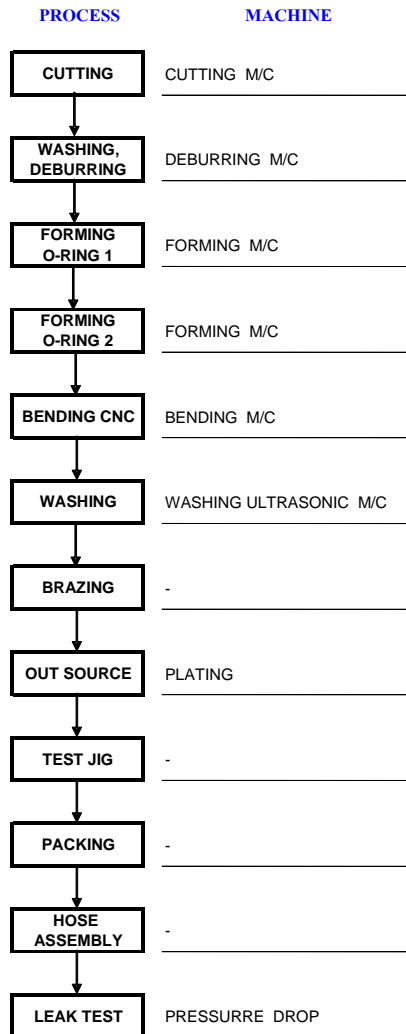 PROCESS MACHINE
CUTTING CUTTING M/C
WASHING,
DEBURRING DEBURRING M/C
FORMING
O-RING 1 FORMING M/C
FORMING
O-RING 2 FORMING M/C
BENDING CNC BENDING M/C
WASHING WASHING ULTRASONIC M/C
BRAZING -
OUT SOURCE PLATING
TEST JIG -
PACKING -
HOSE
ASSEMBLY -
LEAK TEST PRESSURRE DROP